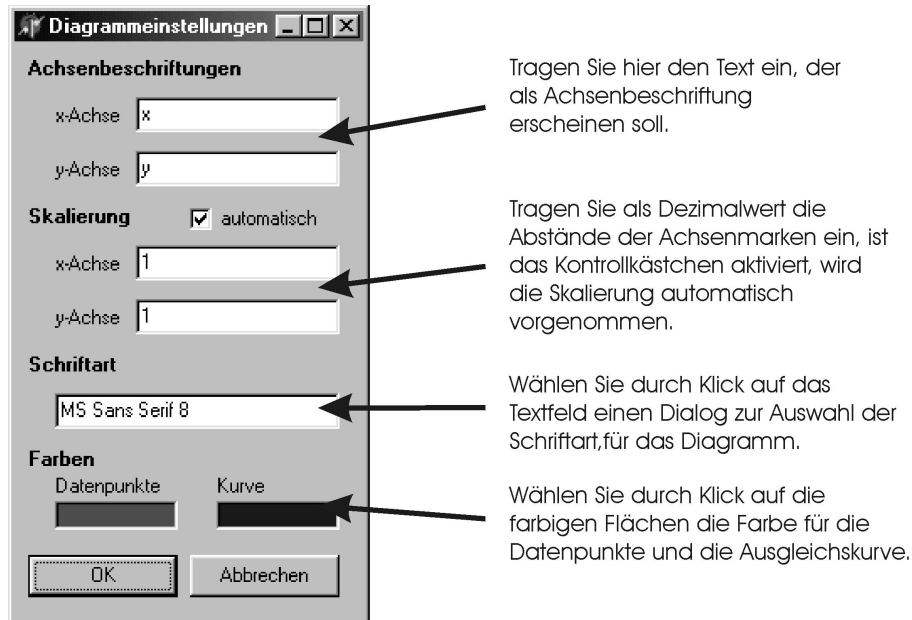 Diagrammeinstellungen
Achsenbeschriftungen
x-Achse x
y-Achse y
Skalierung automatisch
x-Achse 1
y-Achse 1
Schriftart
MS Sans Serif 8
Farben
Datenpunkte Kurve
OK Abbrechen
Tragen Sie hier den Text ein, der
als Achsenbeschriftung
erscheinen soll.
Tragen Sie als Dezimalwert die
Abstände der Achsenmarken ein, ist
das Kontrollkästchen aktiviert, wird
die Skalierung automatisch
vorgenommen.
Wählen Sie durch Klick auf das
Textfeld einen Dialog zur Auswahl der
Schriftart,für das Diagramm.
Wählen Sie durch Klick auf die
farbigen Flächen die Farbe für die
Datenpunkte und die Ausgleichskurve.